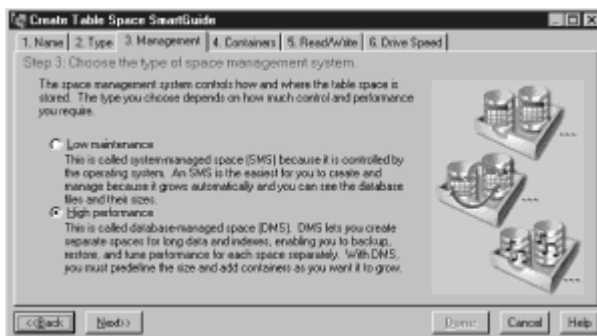 Create Table Space SmartGuide
1. Name 2. Type 3. Management 4. Containers 5. Read/Write 6. Drive Speed
Step 3: Choose the type of space management system.
The space management system controls how and where the table space is
stored. The type you choose depends on how much control and performance
you require.
Low maintenance
This is called system-managed space (SMS) because it is controlled by
the operating system. An SMS is the easiest for you to create and
manage because it grows automatically and you can see the database
files and their sizes.
High performance
This is called database-managed space (DMS). DMS lets you create
separate spaces for long data and indexes, enabling you to backup,
restore, and tune performance for each space separately. With DMS,
you must predefine the size and add containers as you want it to grow.
<<Back Next>> Done Cancel Help